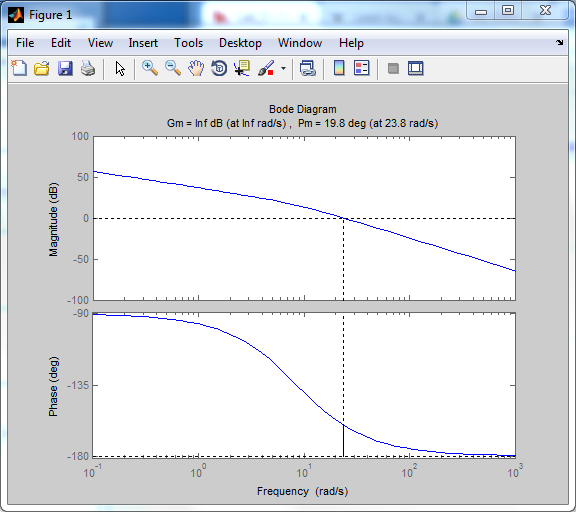 Figure 1
File Edit View Insert Tools Desktop Window Help
Bode Diagram
Gm = Inf dB (at Inf rad/s) , Pm = 19.8 deg (at 23.8 rad/s)
100
50
0
-50
-100
Magnitude (dB)
-90
-135
-180
Phase (deg)
10^-1 10^0 10^1 10^2 10^3
Frequency (rad/s)